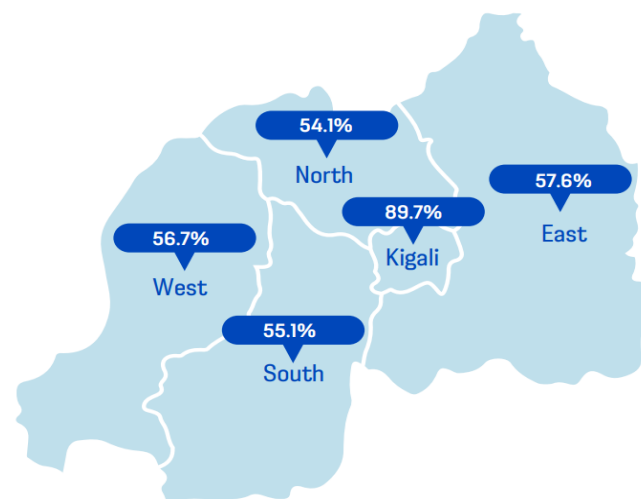 54.1%
North
57.6%
East
89.7%
Kigali
56.7%
West
55.1%
South